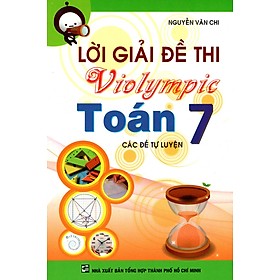 NGUYỄN VĂN CHI
LỜI GIẢI ĐỀ THI
Violympic
Toán 7
CÁC ĐỀ TỰ LUYỆN
NHÀ XUẤT BẢN TỔNG HỢP THÀNH PHỐ HỒ CHÍ MINH